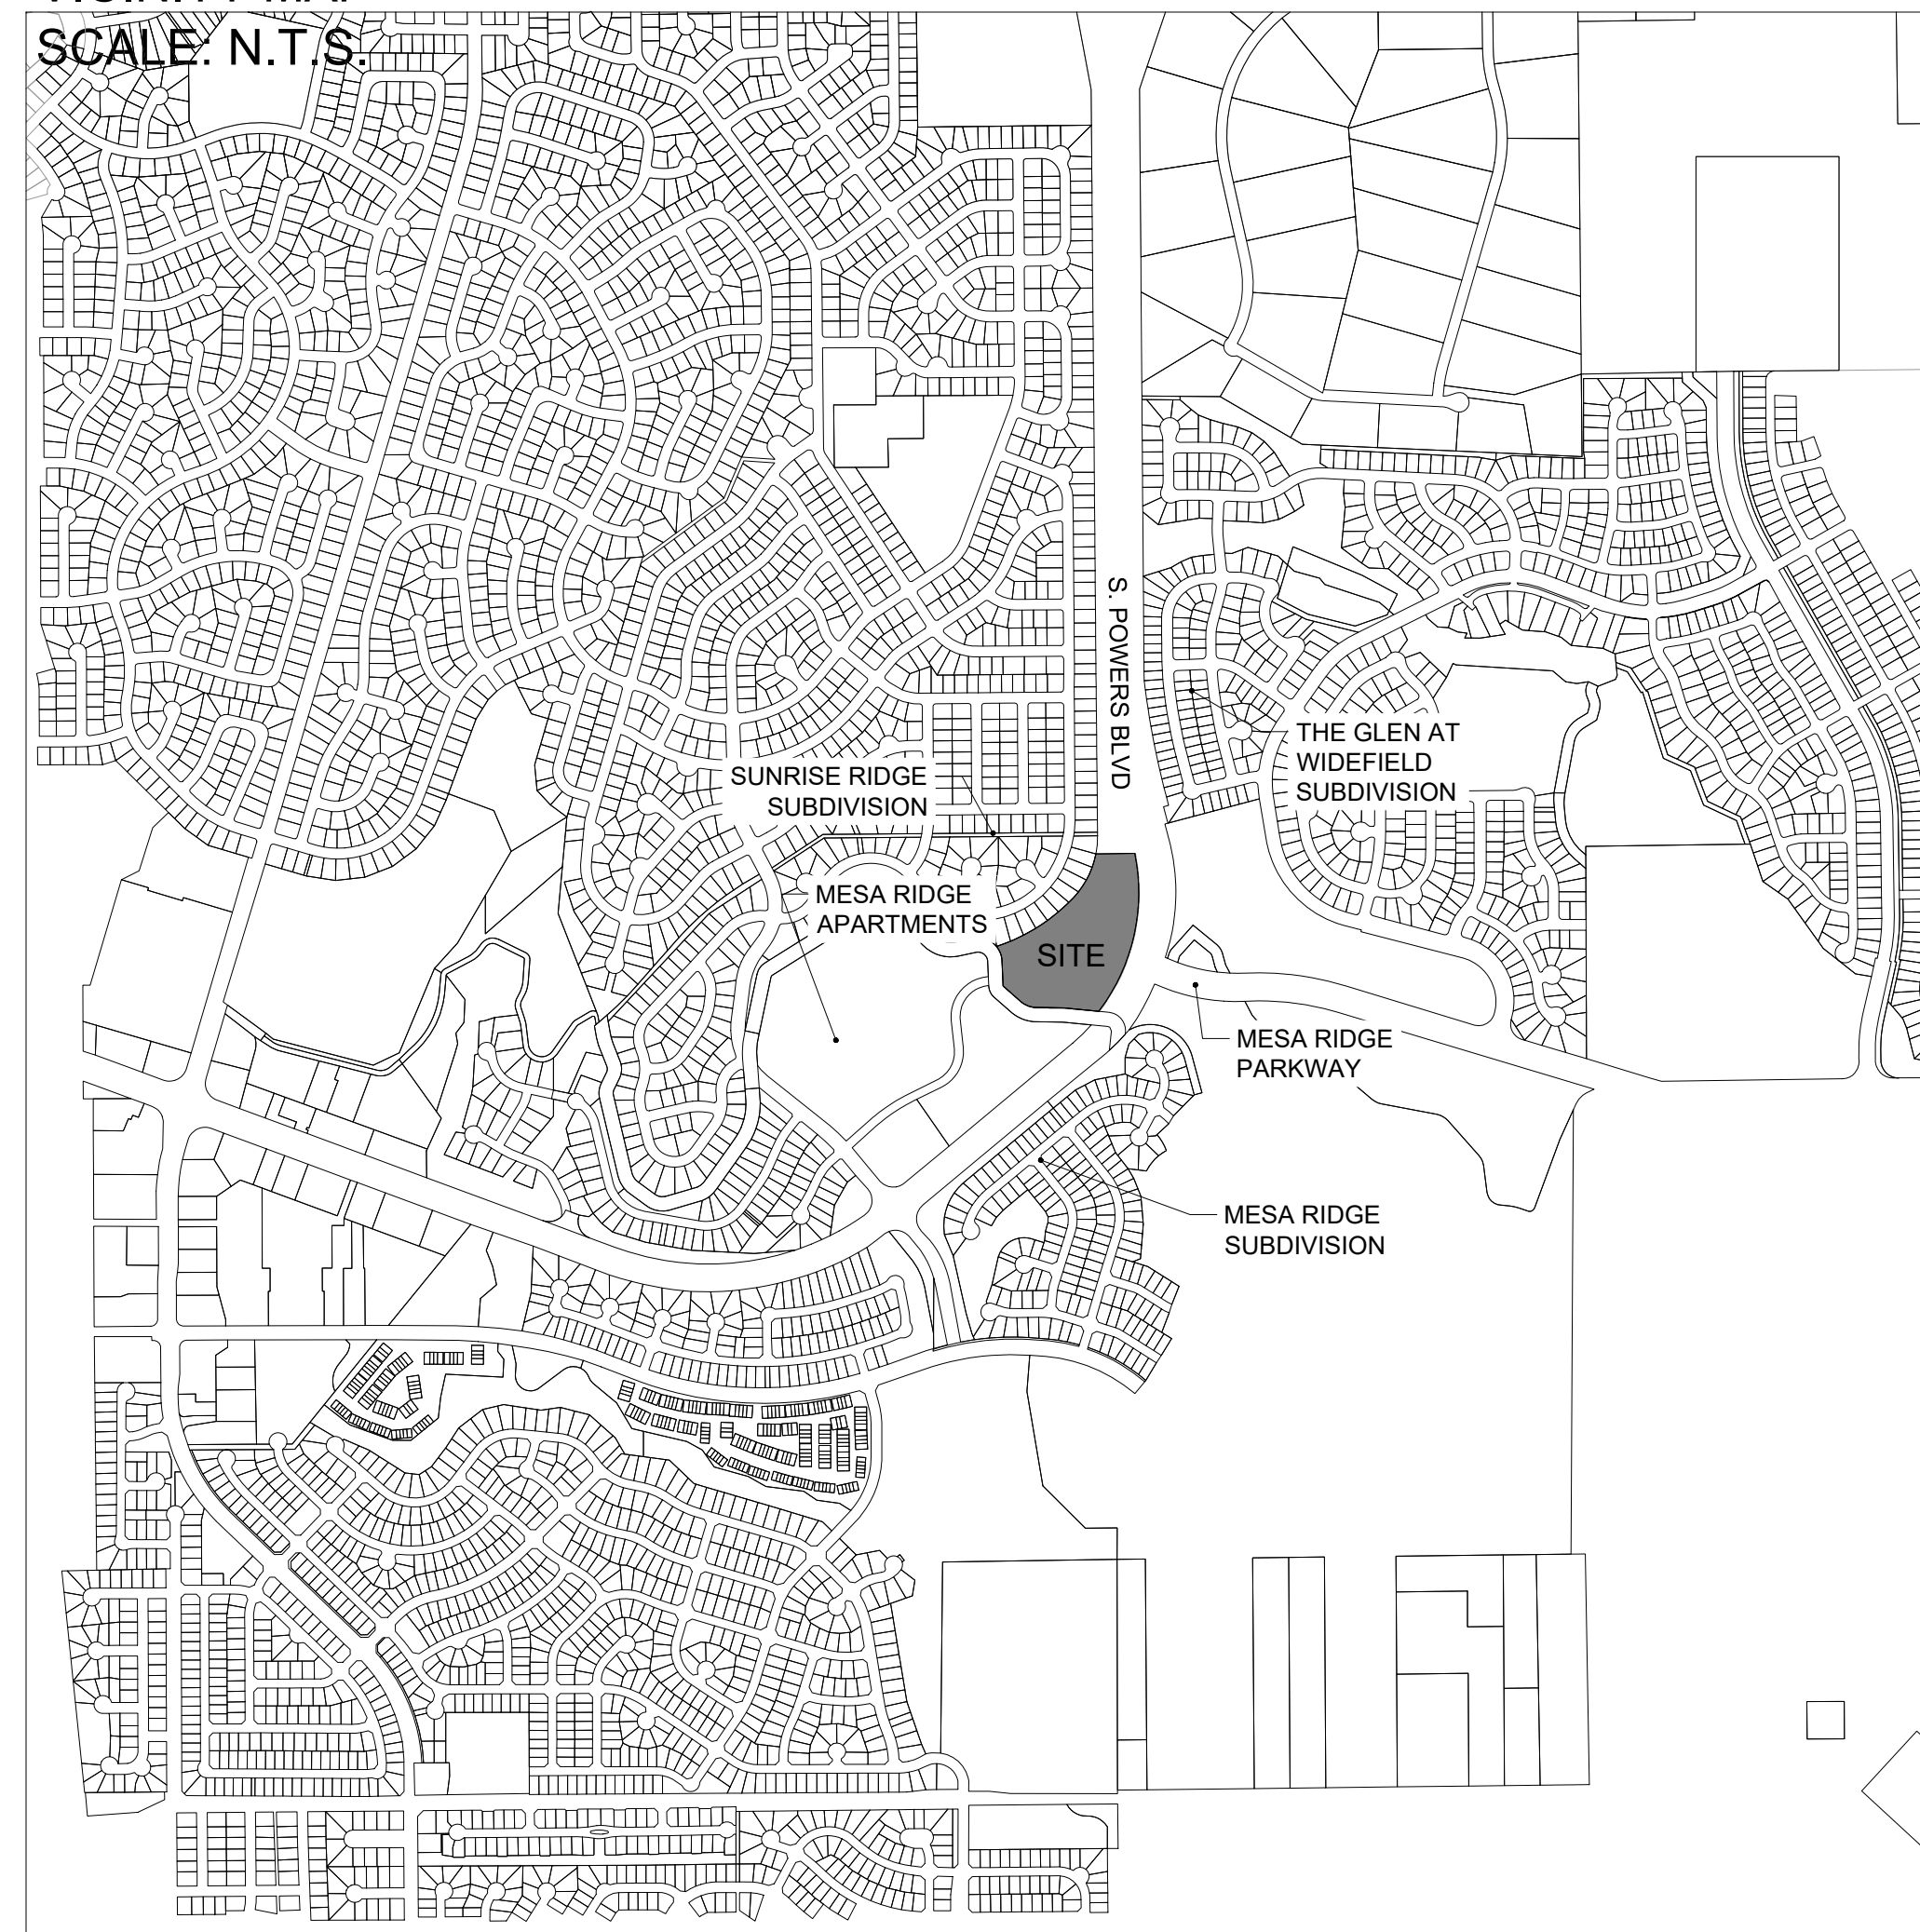 SCALE: N.T.S.
S. POWERS BLVD
THE GLEN AT
WIDEFIELD
SUBDIVISION
SUNRISE RIDGE
SUBDIVISION
MESA RIDGE
APARTMENTS
SITE
MESA RIDGE
PARKWAY
MESA RIDGE
SUBDIVISION